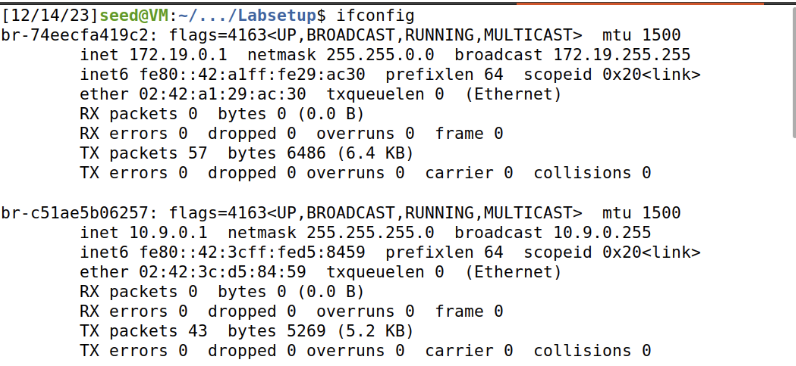 [12/14/23]seed@VM:~/.../Labsetup$ ifconfig
br-74eecfa419c2: flags=4163<UP,BROADCAST,RUNNING,MULTICAST>  mtu 1500
        inet 172.19.0.1  netmask 255.255.0.0  broadcast 172.19.255.255
        inet6 fe80::42:a1ff:fe29:ac30  prefixlen 64  scopeid 0x20<link>
        ether 02:42:a1:29:ac:30  txqueuelen 0  (Ethernet)
        RX packets 0  bytes 0 (0.0 B)
        RX errors 0  dropped 0  overruns 0  frame 0
        TX packets 57  bytes 6486 (6.4 KB)
        TX errors 0  dropped 0 overruns 0  carrier 0  collisions 0

br-c51ae5b06257: flags=4163<UP,BROADCAST,RUNNING,MULTICAST>  mtu 1500
        inet 10.9.0.1  netmask 255.255.255.0  broadcast 10.9.0.255
        inet6 fe80::42:3cff:fed5:8459  prefixlen 64  scopeid 0x20<link>
        ether 02:42:3c:d5:84:59  txqueuelen 0  (Ethernet)
        RX packets 0  bytes 0 (0.0 B)
        RX errors 0  dropped 0  overruns 0  frame 0
        TX packets 43  bytes 5269 (5.2 KB)
        TX errors 0  dropped 0 overruns 0  carrier 0  collisions 0